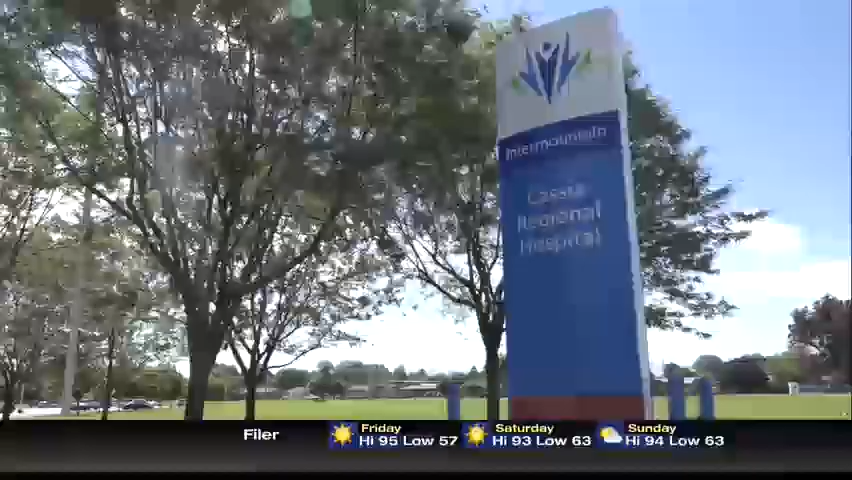 Intermountain
Cassia
Regional
Hospital
Filer
Friday
Hi 95 Low 57
Saturday
Hi 93 Low 63
Sunday
Hi 94 Low 63